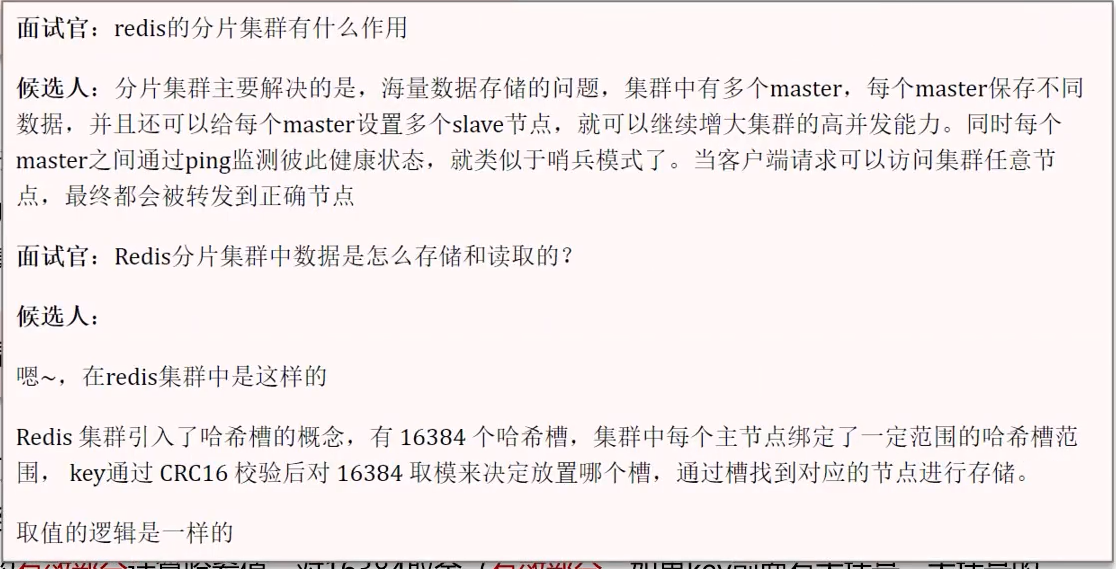 面试官：redis的分片集群有什么作用
候选人：分片集群主要解决的是，海量数据存储的问题，集群中有多个master，每个master保存不同
数据，并且还可以给每个master设置多个slave节点，就可以继续增大集群的高并发能力。同时每个
master之间通过ping监测彼此健康状态，就类似于哨兵模式了。当客户端请求可以访问集群任意节
点，最终都会被转发到正确节点
面试官：Redis分片集群中数据是怎么存储和读取的？
候选人：
嗯~，在redis集群中是这样的
Redis 集群引入了哈希槽的概念，有 16384 个哈希槽，集群中每个主节点绑定了一定范围的哈希槽范
围， key通过 CRC16 校验后对 16384 取模来决定放置哪个槽，通过槽找到对应的节点进行存储。
取值的逻辑是一样的